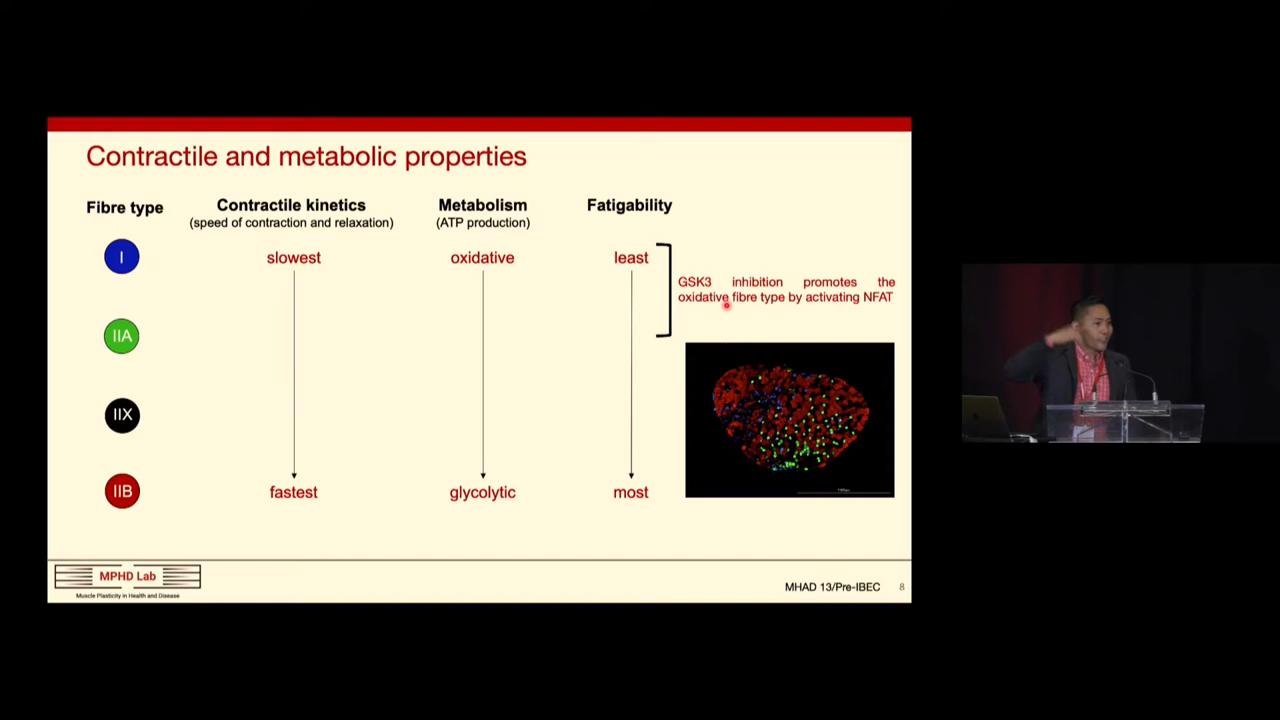 Contractile and metabolic properties
Fibre type
Contractile kinetics
(speed of contraction and relaxation)
Metabolism
(ATP production)
Fatigability
I
slowest
oxidative
least
GSK3 inhibition promotes the
oxidative fibre type by activating NFAT
IIA
IIX
IIB
fastest
glycolytic
most
MPHD Lab
Muscle Plasticity in Health and Disease
MHAD 13/Pre-IBEC
8